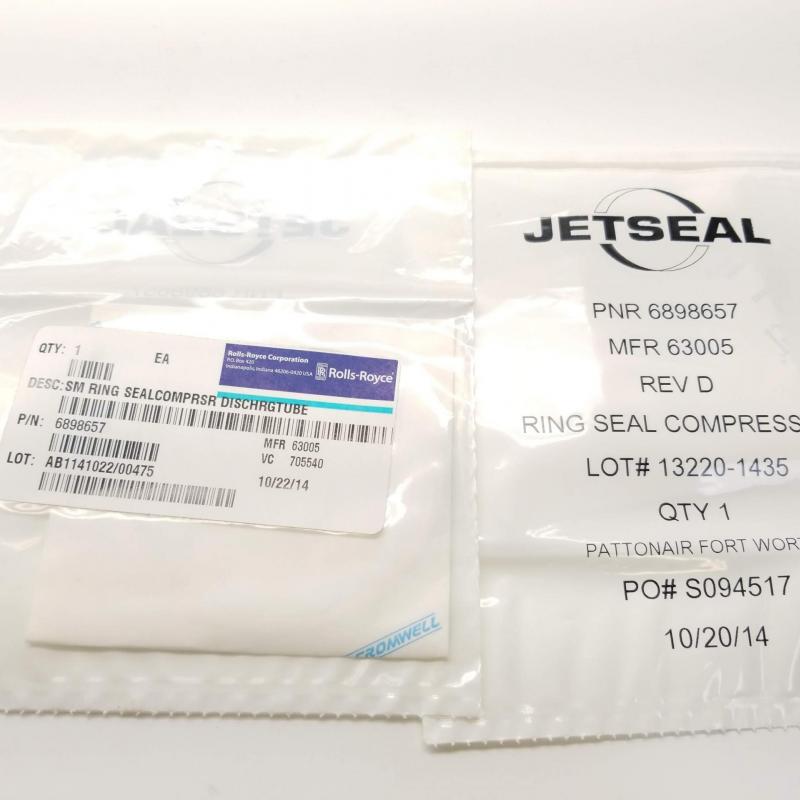 QTY: 1
EA
Rolls-Royce Corporation
P.O. Box 420
Indianapolis, Indiana 46206-0420 USA
Rolls-Royce®
DESC: SM RING SEALCOMPRSR DISCHRGTUBE
P/N: 6898657
MFR 63005
VC 705540
LOT: AB1141022/00475
10/22/14
CROMWELL
JETSEAL
PNR 6898657
MFR 63005
REV D
RING SEAL COMPRESS
LOT# 13220-1435
QTY 1
PATTONAIR FORT WORT
PO# S094517
10/20/14